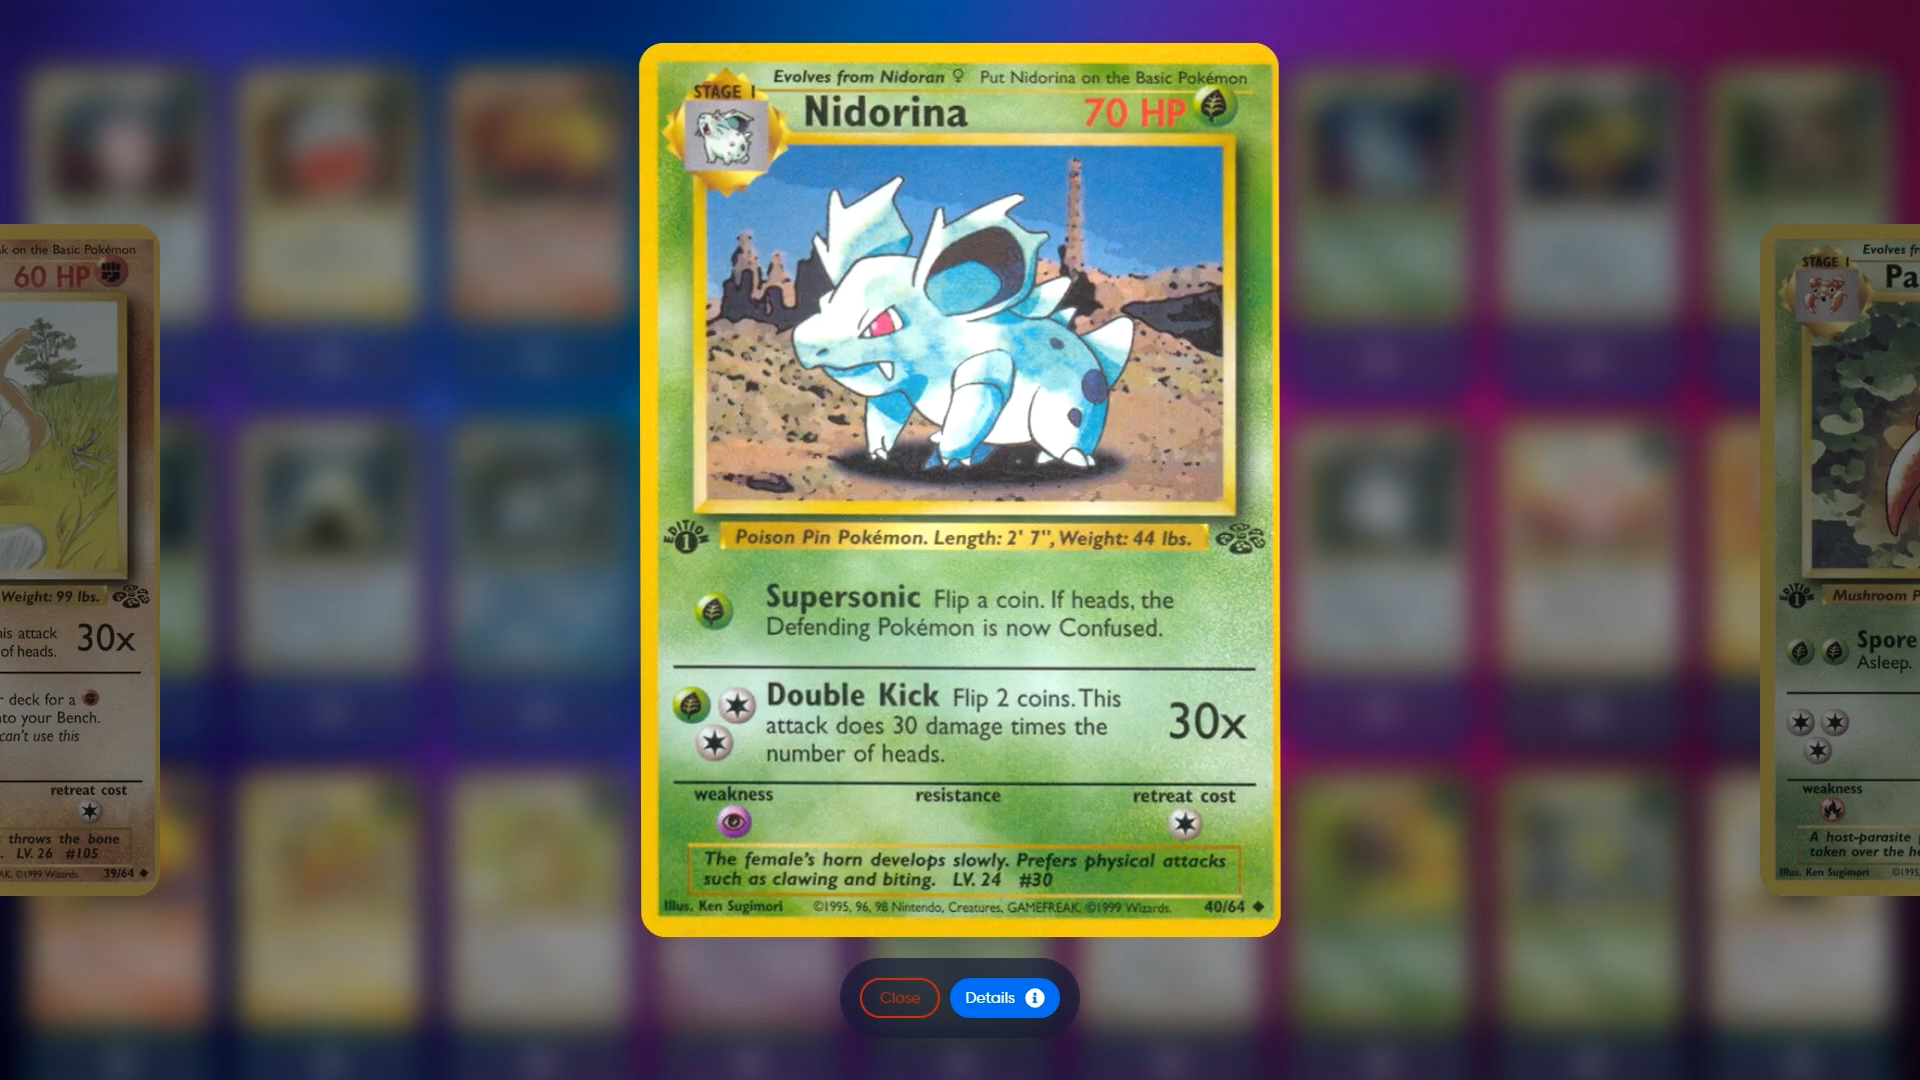 k on the Basic Pokémon
60 HP
Weight: 99 lbs.
is attack
of heads.
30x
r deck for a
to your Bench.
can't use this
retreat cost
throws the bone
. LV. 26 #105
AK. ©1999 Wizards. 39/64
Evolves from Nidoran ♀ Put Nidorina on the Basic Pokémon
STAGE 1
Nidorina
70 HP
EDITION
1
Poison Pin Pokémon. Length: 2' 7", Weight: 44 lbs.
Supersonic Flip a coin. If heads, the
Defending Pokémon is now Confused.
Double Kick Flip 2 coins. This
attack does 30 damage times the
number of heads.
30x
weakness resistance retreat cost
The female's horn develops slowly. Prefers physical attacks
such as clawing and biting. LV. 24 #30
Illus. Ken Sugimori ©1995, 96, 98 Nintendo, Creatures, GAMEFREAK. ©1999 Wizards. 40/64
Close
Details
Evolves fr
STAGE 1
Pa
EDITION
1
Mushroom P
Spore
Asleep.
weakness
A host-parasite
taken over the h
Illus. Ken Sugimori ©1995,